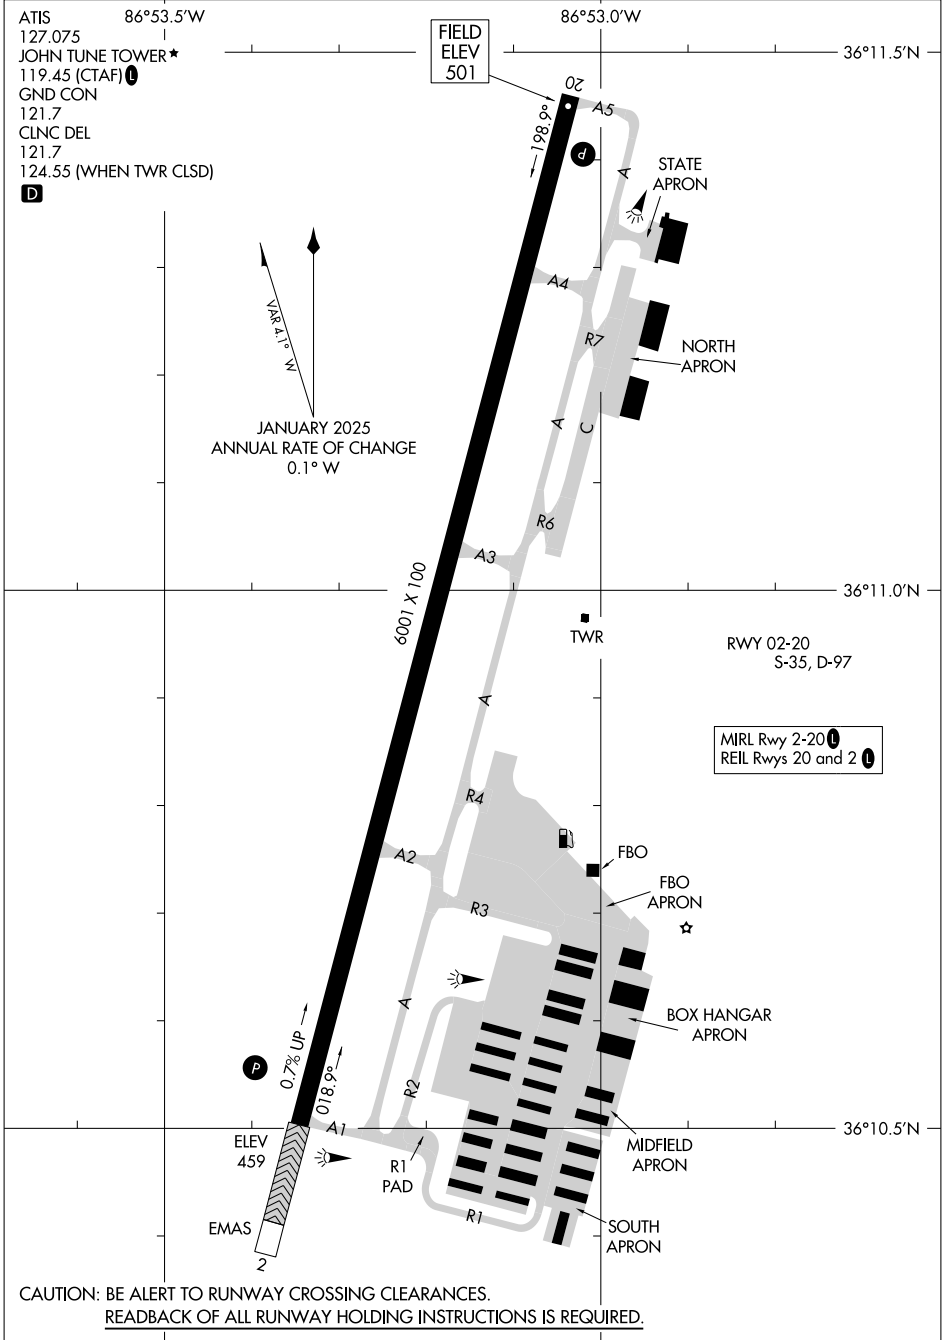 ATIS
127.075
JOHN TUNE TOWER★
119.45 (CTAF) L
GND CON
121.7
CLNC DEL
121.7
124.55 (WHEN TWR CLSD)
D
86°53.5'W
86°53.0'W
36°11.5'N
FIELD
ELEV
501
20
A5
198.9°
P
A
STATE
APRON
VAR 4.1° W
A4
R7
NORTH
APRON
JANUARY 2025
ANNUAL RATE OF CHANGE
0.1° W
A
C
R6
A3
6001 X 100
36°11.0'N
TWR
RWY 02-20
S-35, D-97
A
MIRL Rwy 2-20 L
REIL Rwys 20 and 2 L
R4
A2
FBO
FBO
APRON
R3
A
BOX HANGAR
APRON
0.7% UP
P
018.9°
R2
A1
36°10.5'N
ELEV
459
R1
PAD
MIDFIELD
APRON
EMAS
R1
SOUTH
APRON
2
CAUTION: BE ALERT TO RUNWAY CROSSING CLEARANCES.
READBACK OF ALL RUNWAY HOLDING INSTRUCTIONS IS REQUIRED.